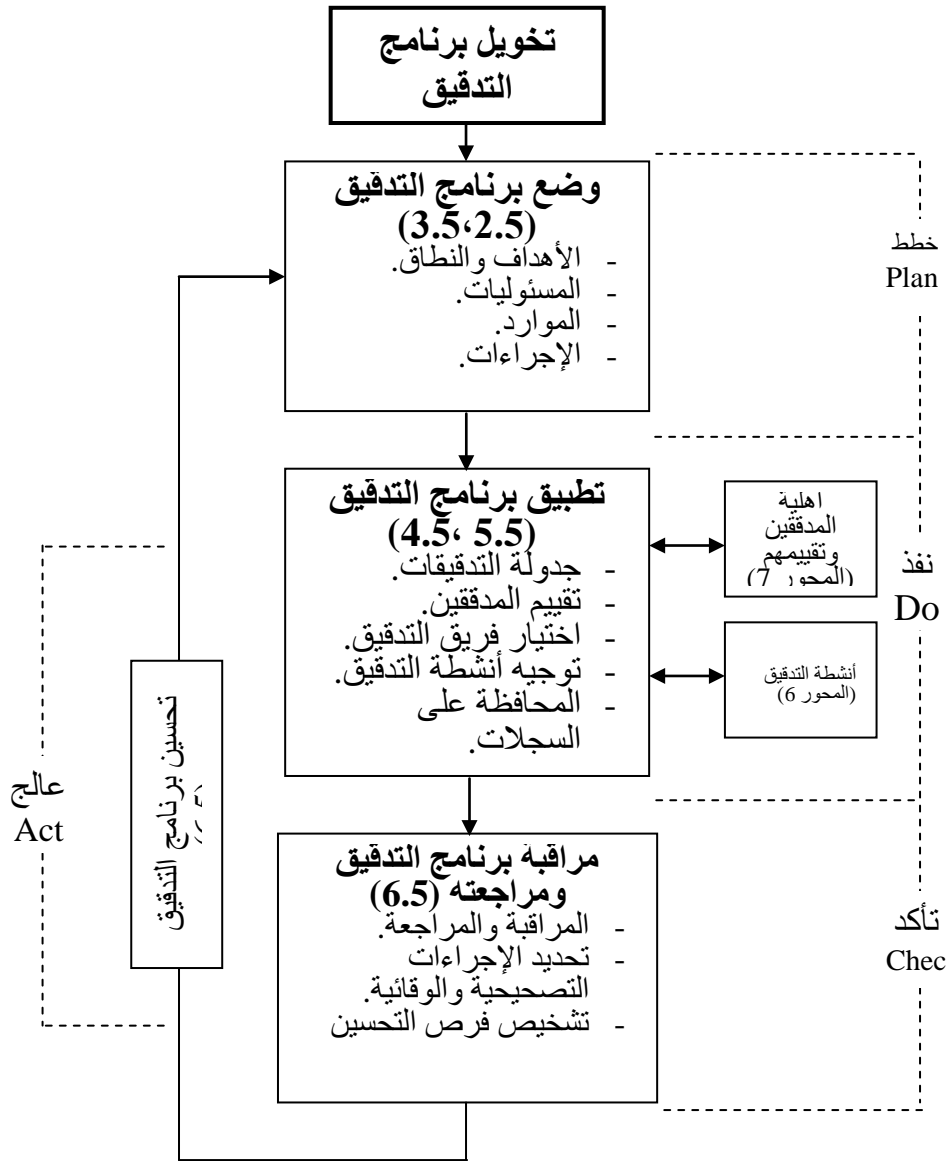 تخويل برنامج
التدقيق
وضع برنامج التدقيق
(3.5،2.5)
- الأهداف والنطاق.
- المسئوليات.
- الموارد.
- الإجراءات.
خطط
Plan
تطبيق برنامج التدقيق
(4.5، 5.5)
- جدولة التدقيقات.
- تقييم المدققين.
- اختيار فريق التدقيق.
- توجيه أنشطة التدقيق.
- المحافظة على
السجلات.
اهلية
المدققين
وتقييمهم
(المحور 7)
أنشطة التدقيق
(المحور 6)
نفذ
Do
مراقبة برنامج التدقيق
ومراجعته (6.5)
- المراقبة والمراجعة.
- تحديد الإجراءات
التصحيحية والوقائية.
- تشخيص فرص التحسين
تأكد
Chec
تحسين برنامج التدقيق
عالج
Act